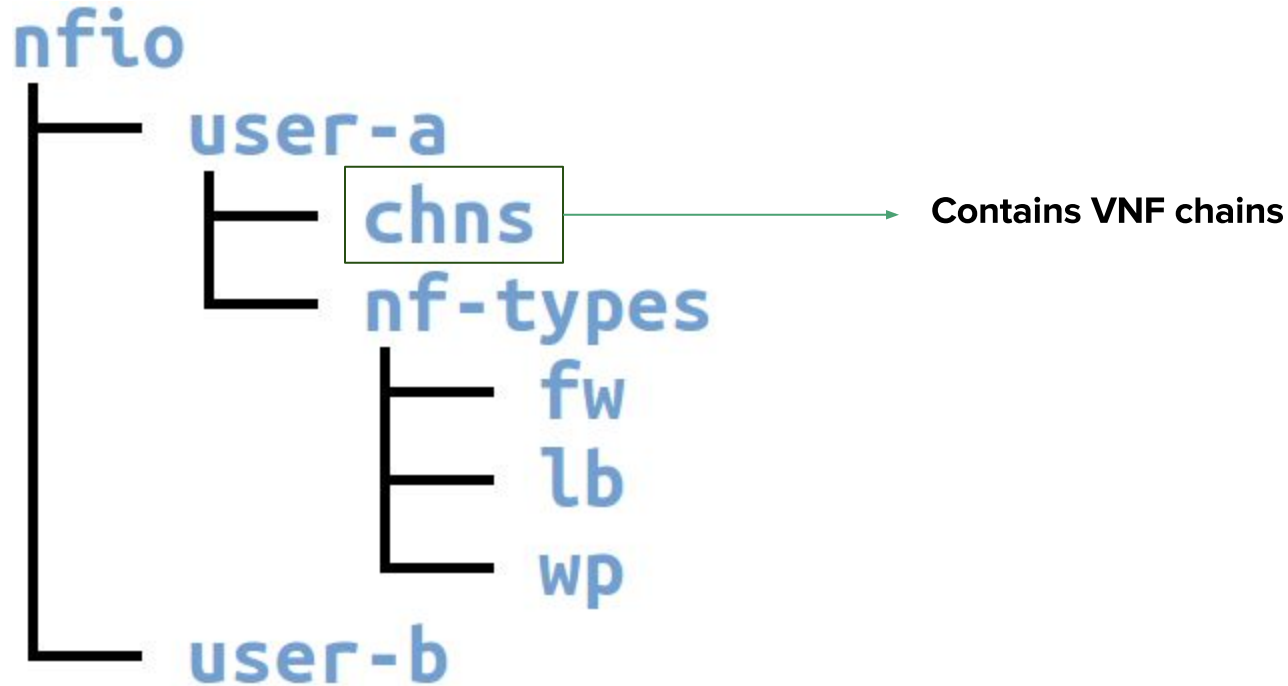 nfio
user-a
chns
Contains VNF chains
nf-types
fw
lb
wp
user-b